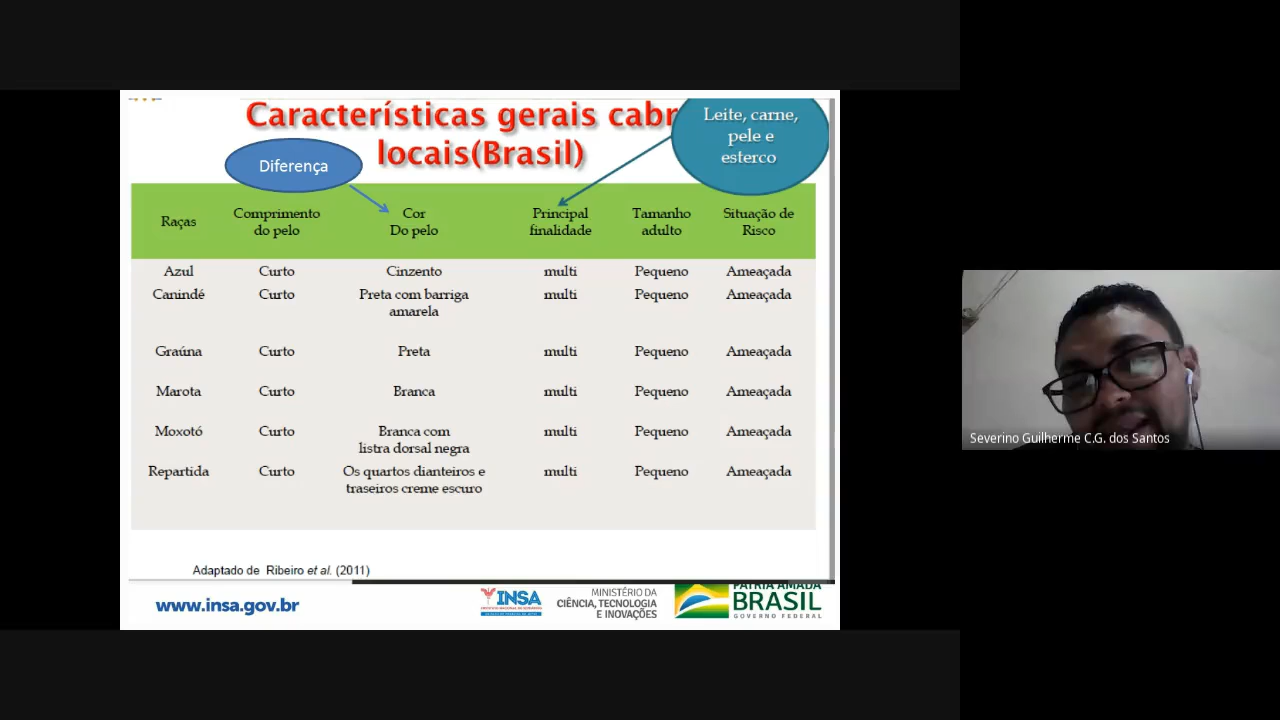 Características gerais cabr
locais(Brasil)
Leite, carne,
pele e
esterco
Diferença
Raças
Comprimento
do pelo
Cor
Do pelo
Principal
finalidade
Tamanho
adulto
Situação de
Risco
Azul Curto Cinzento multi Pequeno Ameaçada
Canindé Curto Preta com barriga multi Pequeno Ameaçada
amarela
Graúna Curto Preta multi Pequeno Ameaçada
Marota Curto Branca multi Pequeno Ameaçada
Moxotó Curto Branca com multi Pequeno Ameaçada
listra dorsal negra
Repartida Curto Os quartos dianteiros e multi Pequeno Ameaçada
traseiros creme escuro
Adaptado de Ribeiro et al. (2011)
www.insa.gov.br
INSA
MINISTÉRIO DA
CIÊNCIA, TECNOLOGIA
E INOVAÇÕES
PÁTRIA AMADA
BRASIL
GOVERNO FEDERAL
Severino Guilherme C.G. dos Santos